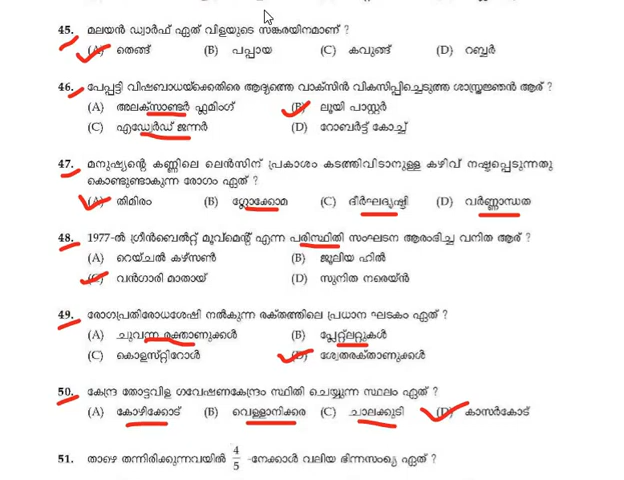 45. മലയൻ ഡ്വാർഫ് ഏത് വിളയുടെ സങ്കരയിനമാണ് ?
(A) തെങ്ങ് (B) പപ്പായ (C) കവുങ്ങ് (D) റബ്ബർ
46. പേപ്പട്ടി വിഷബാധയ്ക്കെതിരെ ആദ്യത്തെ വാക്സിൻ വികസിപ്പിച്ചെടുത്ത ശാസ്ത്രജ്ഞൻ ആര് ?
(A) അലക്സാണ്ടർ ഫ്ലമിംഗ് (B) ലൂയി പാസ്റ്റർ
(C) എഡ്വേർഡ് ജന്നർ (D) റോബർട്ട് കോച്ച്
47. മനുഷ്യന്റെ കണ്ണിലെ ലെൻസിന് പ്രകാശം കടത്തിവിടാനുള്ള കഴിവ് നഷ്ടപ്പെടുന്നതു
കൊണ്ടുണ്ടാകുന്ന രോഗം ഏത് ?
(A) തിമിരം (B) ഗ്ലോക്കോമ (C) ദീർഘദൃഷ്ടി (D) വർണ്ണാന്ധത
48. 1977-ൽ ഗ്രീൻബെൽറ്റ് മൂവ്മെന്റ് എന്ന പരിസ്ഥിതി സംഘടന ആരംഭിച്ച വനിത ആര് ?
(A) റെയ്ചൽ കഴ്സൺ (B) ജൂലിയ ഹിൽ
(C) വൻഗാരി മാതായ് (D) സുനിത നരെയ്ൻ
49. രോഗപ്രതിരോധശേഷി നൽകുന്ന രക്തത്തിലെ പ്രധാന ഘടകം ഏത് ?
(A) ചുവന്ന രക്താണുക്കൾ (B) പ്ലേറ്റ്ലറ്റുകൾ
(C) കൊളസ്റ്റിറോൾ (D) ശ്വേതരക്താണുക്കൾ
50. കേന്ദ്ര തോട്ടവിള ഗവേഷണകേന്ദ്രം സ്ഥിതി ചെയ്യുന്ന സ്ഥലം ഏത് ?
(A) കോഴിക്കോട് (B) വെള്ളാനിക്കര (C) ചാലക്കുടി (D) കാസർകോട്
51. താഴെ തന്നിരിക്കുന്നവയിൽ 4/5 -നേക്കാൾ വലിയ ഭിന്നസംഖ്യ ഏത് ?